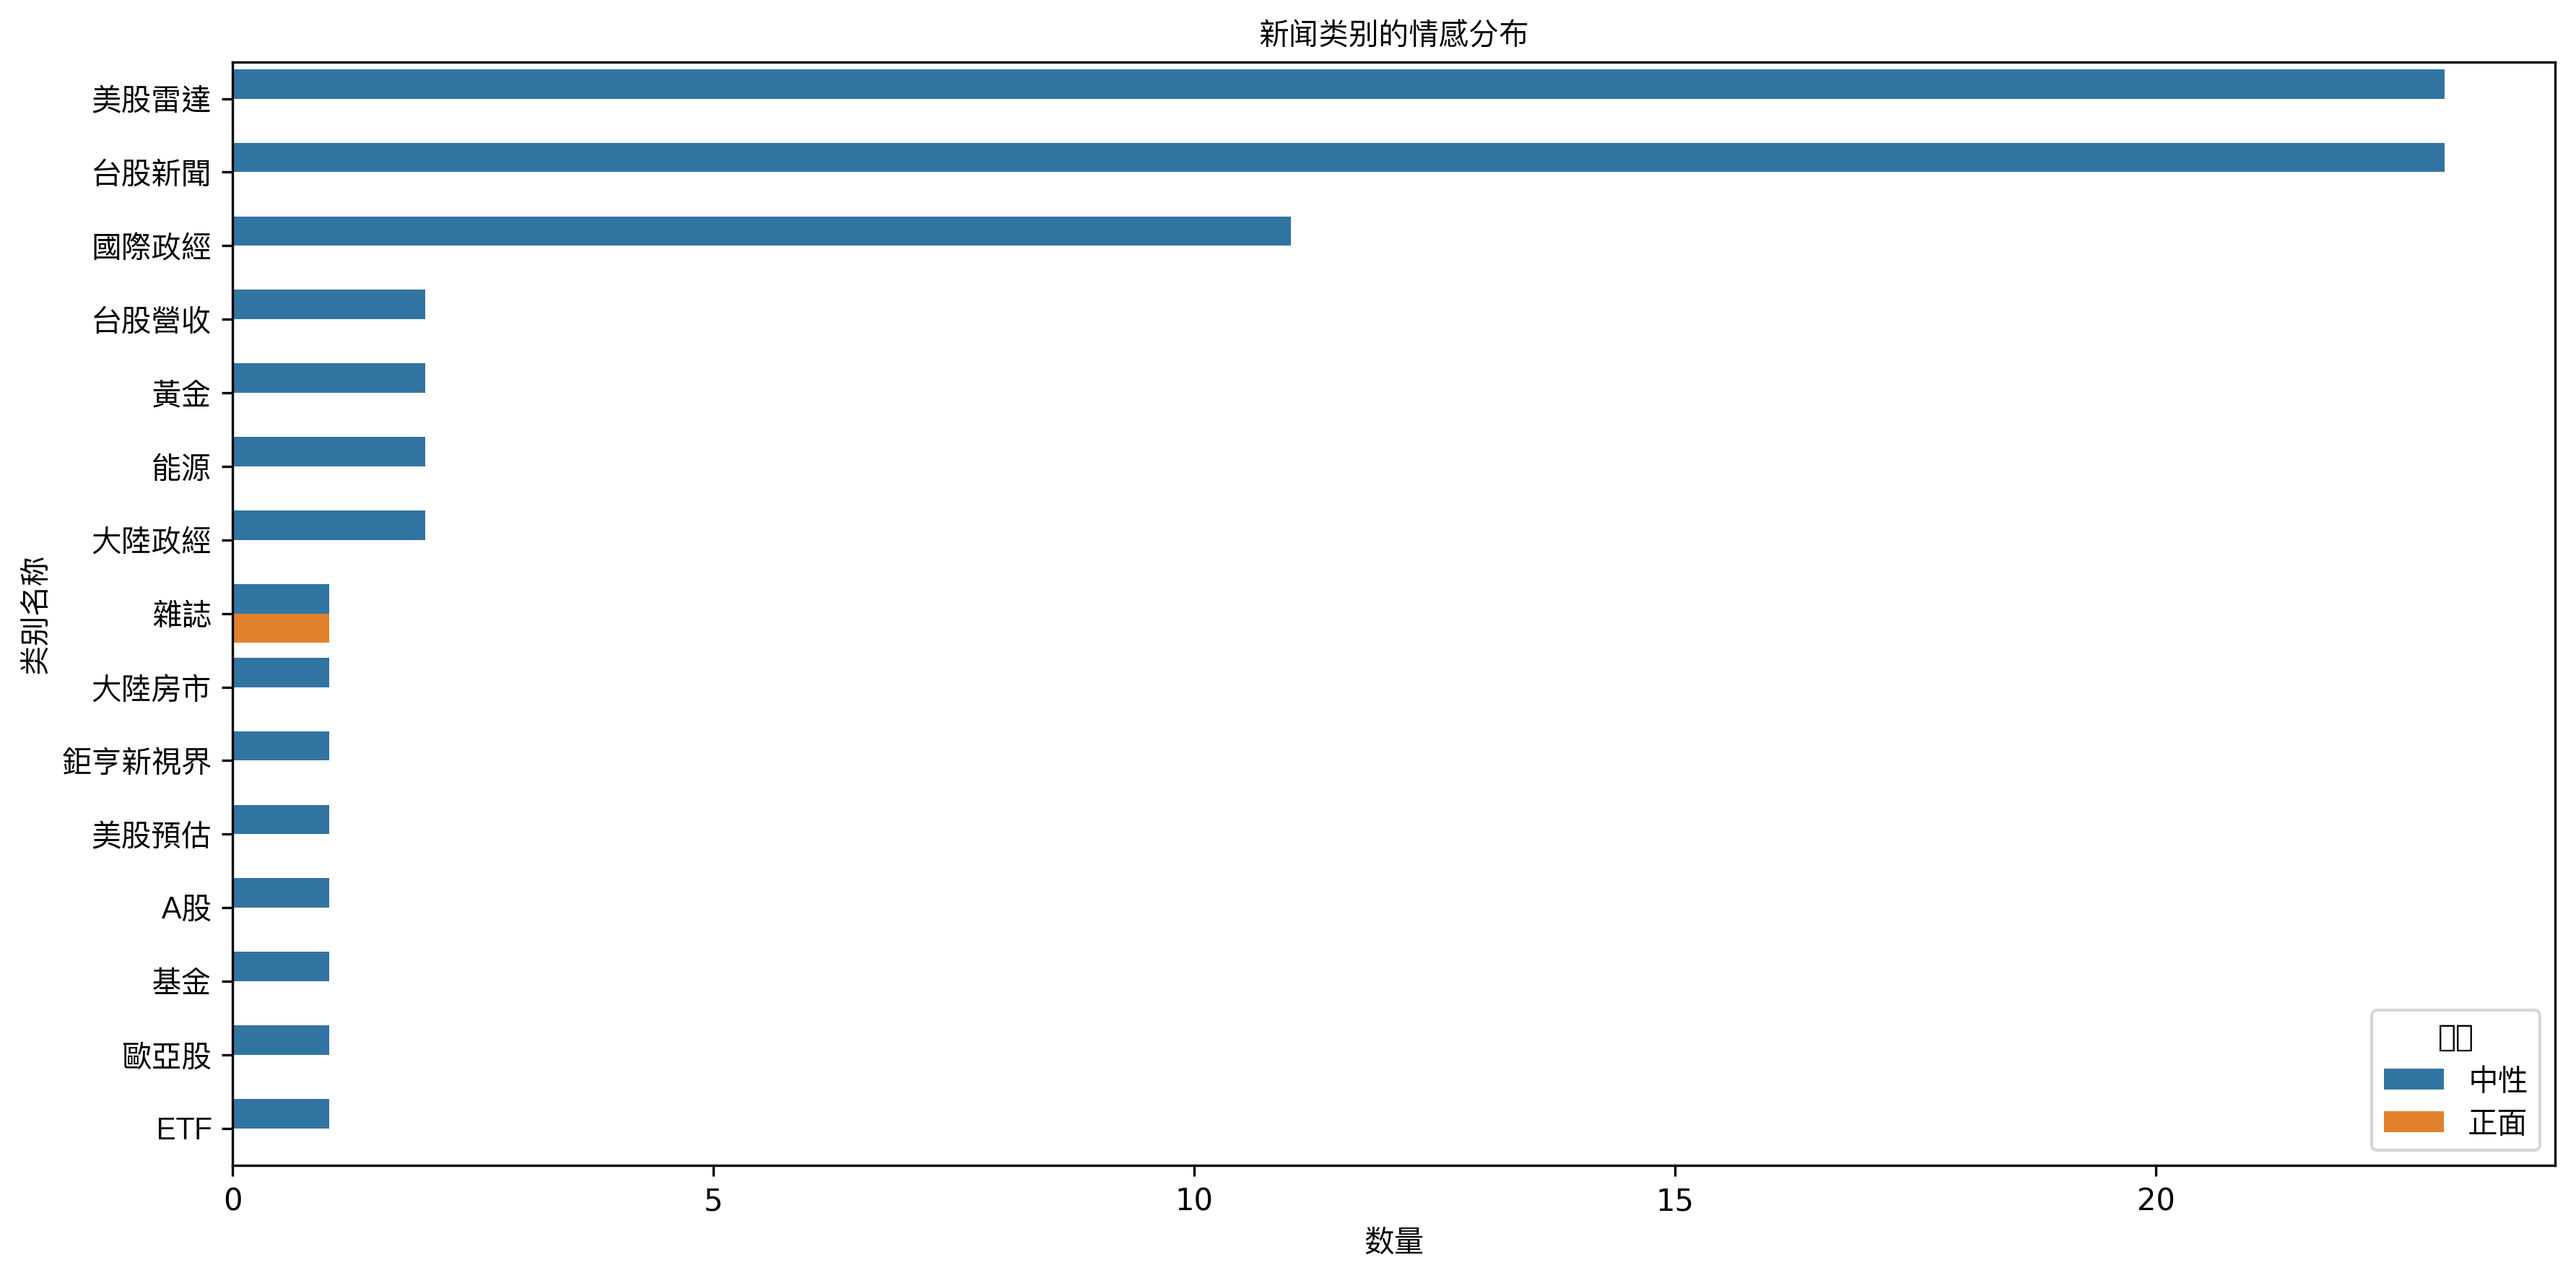 新闻类别的情感分布
类别名称
美股雷達
台股新聞
國際政經
台股營收
黃金
能源
大陸政經
雜誌
大陸房市
鉅亨新視界
美股預估
A股
基金
歐亞股
ETF
0 5 10 15 20
数量
中性
正面